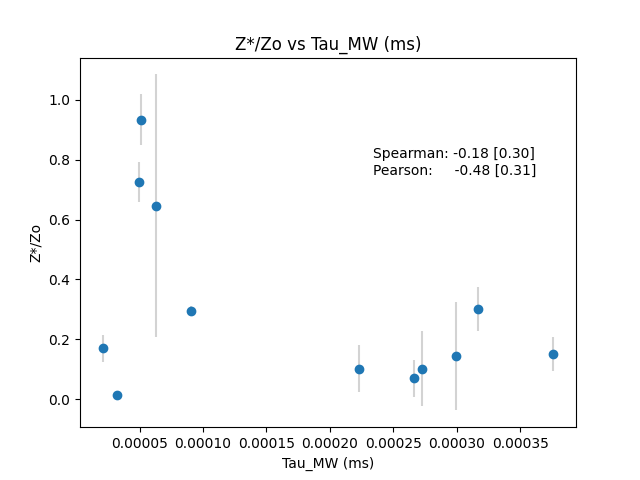 Z*/Zo vs Tau_MW (ms)
1.0
0.8
0.6
0.4
0.2
0.0
Z*/Zo
Spearman: -0.18 [0.30]
Pearson: -0.48 [0.31]
0.00005 0.00010 0.00015 0.00020 0.00025 0.00030 0.00035
Tau_MW (ms)